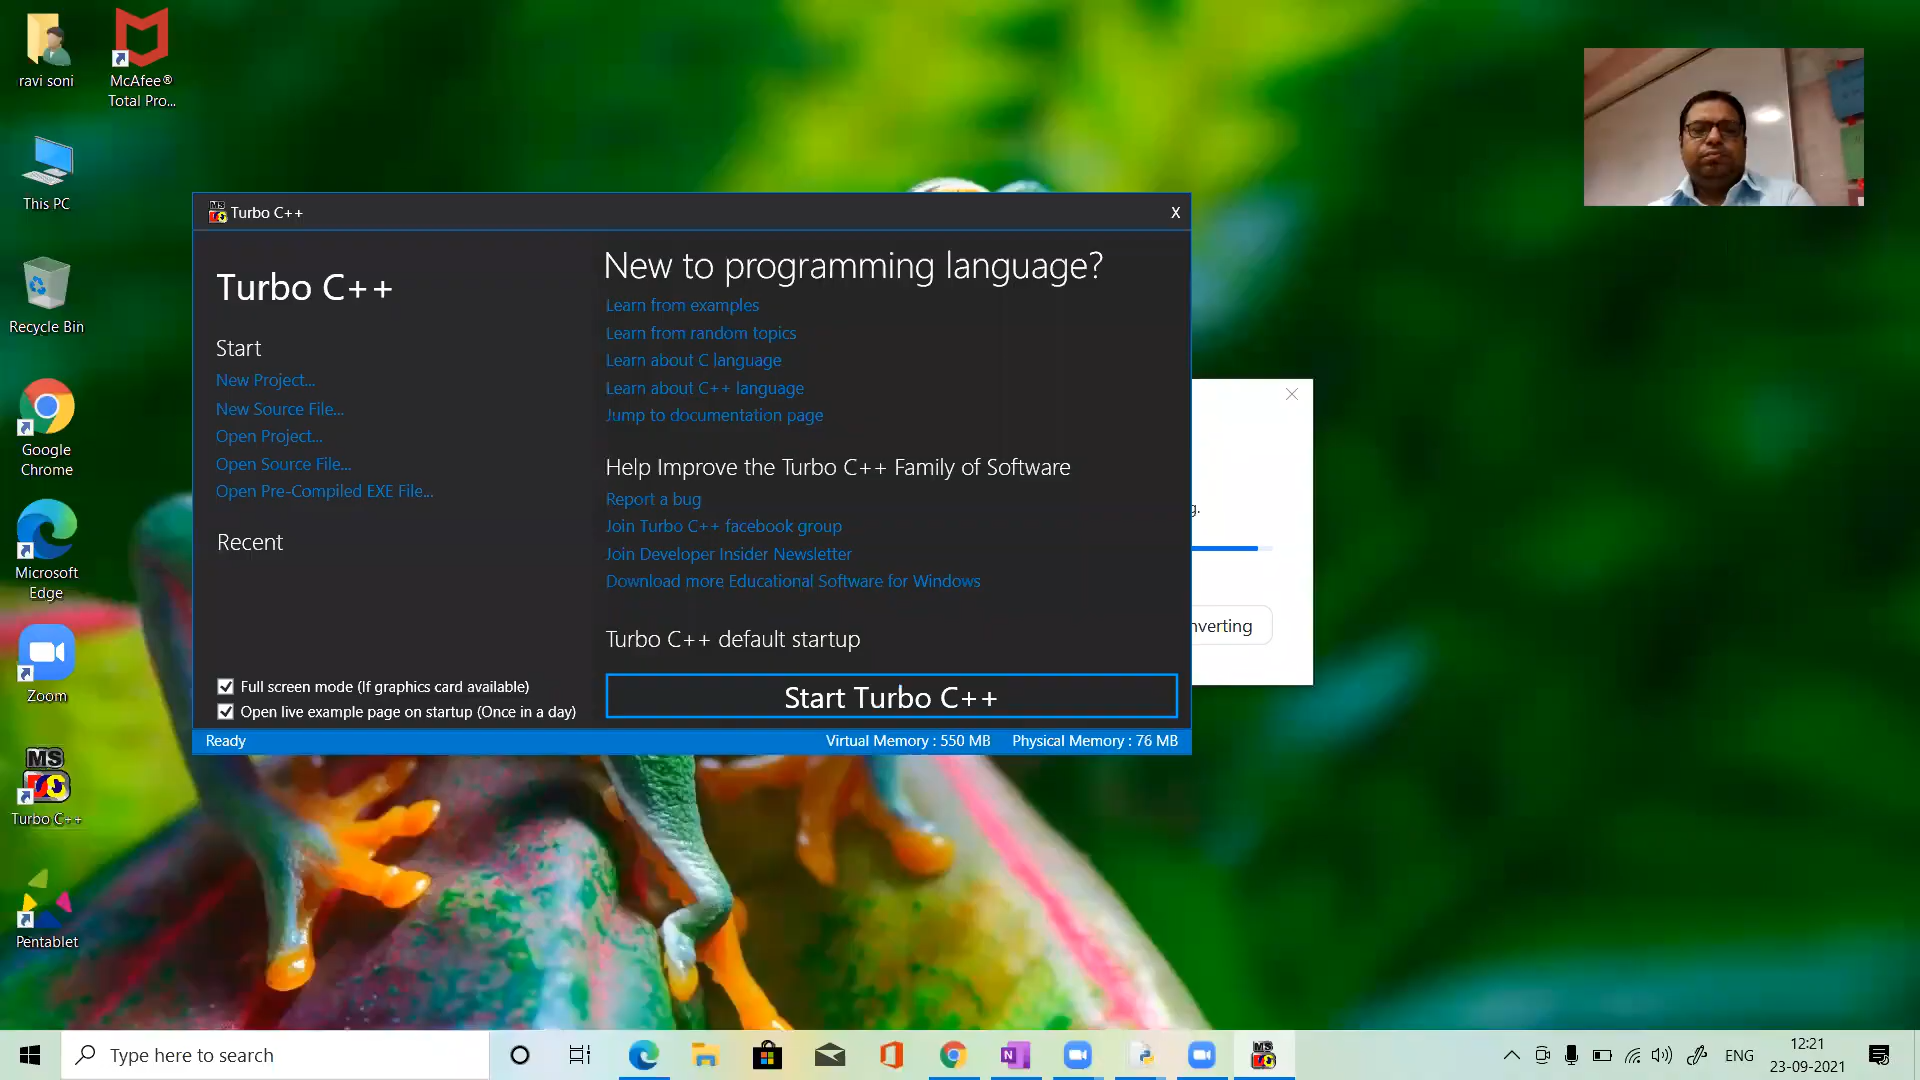 ravi soni
McAfee®
Total Pro...
This PC
Recycle Bin
Google
Chrome
Microsoft
Edge
Zoom
MS
Turbo C++
Pentablet
Turbo C++
X
Turbo C++
Start
New Project...
New Source File...
Open Project...
Open Source File...
Open Pre-Compiled EXE File...
Recent
Full screen mode (If graphics card available)
Open live example page on startup (Once in a day)
New to programming language?
Learn from examples
Learn from random topics
Learn about C language
Learn about C++ language
Jump to documentation page
Help Improve the Turbo C++ Family of Software
Report a bug
Join Turbo C++ facebook group
Join Developer Insider Newsletter
Download more Educational Software for Windows
Turbo C++ default startup
Start Turbo C++
Ready
Virtual Memory : 550 MB
Physical Memory : 76 MB
g.
nverting
Type here to search
ENG
12:21
23-09-2021